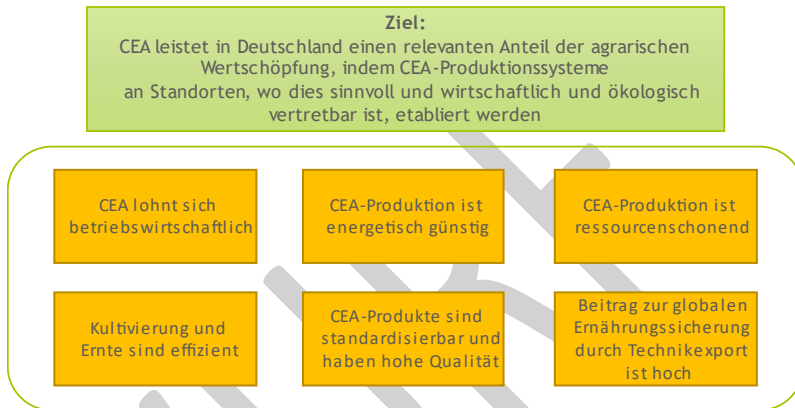 Ziel:
CEA leistet in Deutschland einen relevanten Anteil der agrarischen
Wertschöpfung, indem CEA-Produktionssysteme
an Standorten, wo dies sinnvoll und wirtschaftlich und ökologisch
vertretbar ist, etabliert werden
CEA lohnt sich
betriebswirtschaftlich
CEA-Produktion ist
energetisch günstig
CEA-Produktion ist
ressourcenschonend
Kultivierung und
Ernte sind effizient
CEA-Produkte sind
standardisierbar und
haben hohe Qualität
Beitrag zur globalen
Ernährungssicherung
durch Technikexport
ist hoch